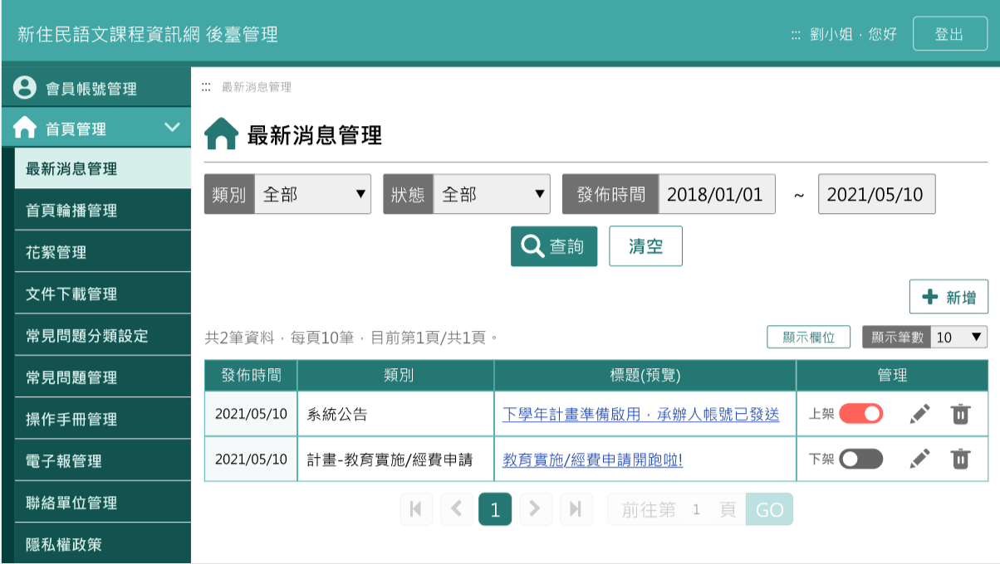 新住民語文課程資訊網 後臺管理
::: 劉小姐，您好 登出
會員帳號管理
首頁管理
最新消息管理
首頁輪播管理
花絮管理
文件下載管理
常見問題分類設定
常見問題管理
操作手冊管理
電子報管理
聯絡單位管理
隱私權政策
::: 最新消息管理
最新消息管理
類別 全部 ▼ 狀態 全部 ▼ 發佈時間 2018/01/01 ~ 2021/05/10
查詢 清空
新增
共2筆資料，每頁10筆，目前第1頁/共1頁。 顯示欄位 顯示筆數 10 ▼
發佈時間 類別 標題(預覽) 管理
2021/05/10 系統公告 下學年計畫準備啟用，承辦人帳號已發送 上架
2021/05/10 計畫-教育實施/經費申請 教育實施/經費申請開跑啦! 下架
1 前往第 1 頁 GO